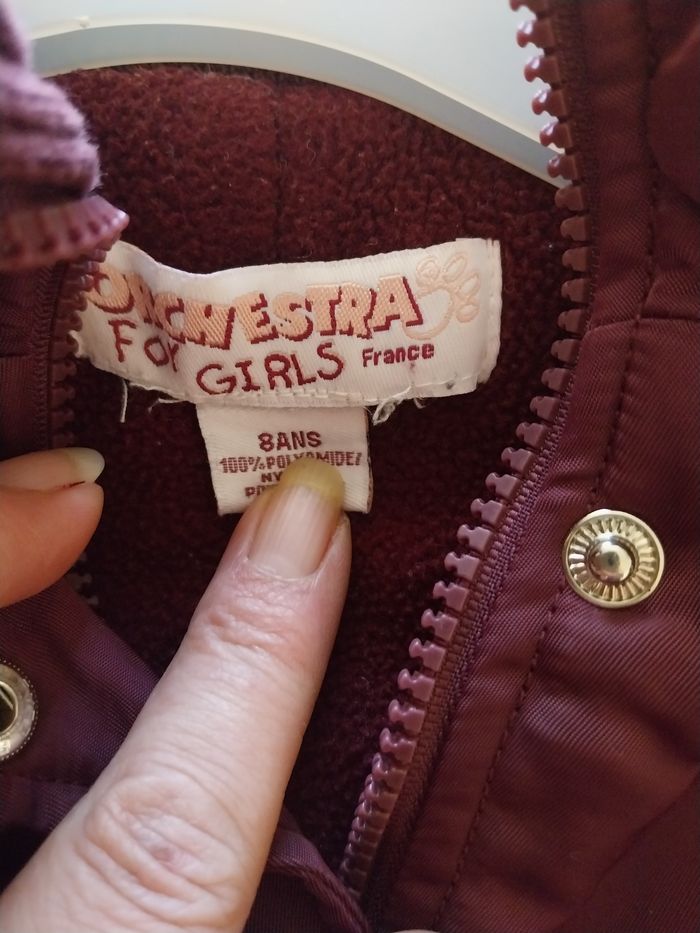 ORCHESTRA
FOR GIRLS France
8ANS
100% POLYAMIDE/